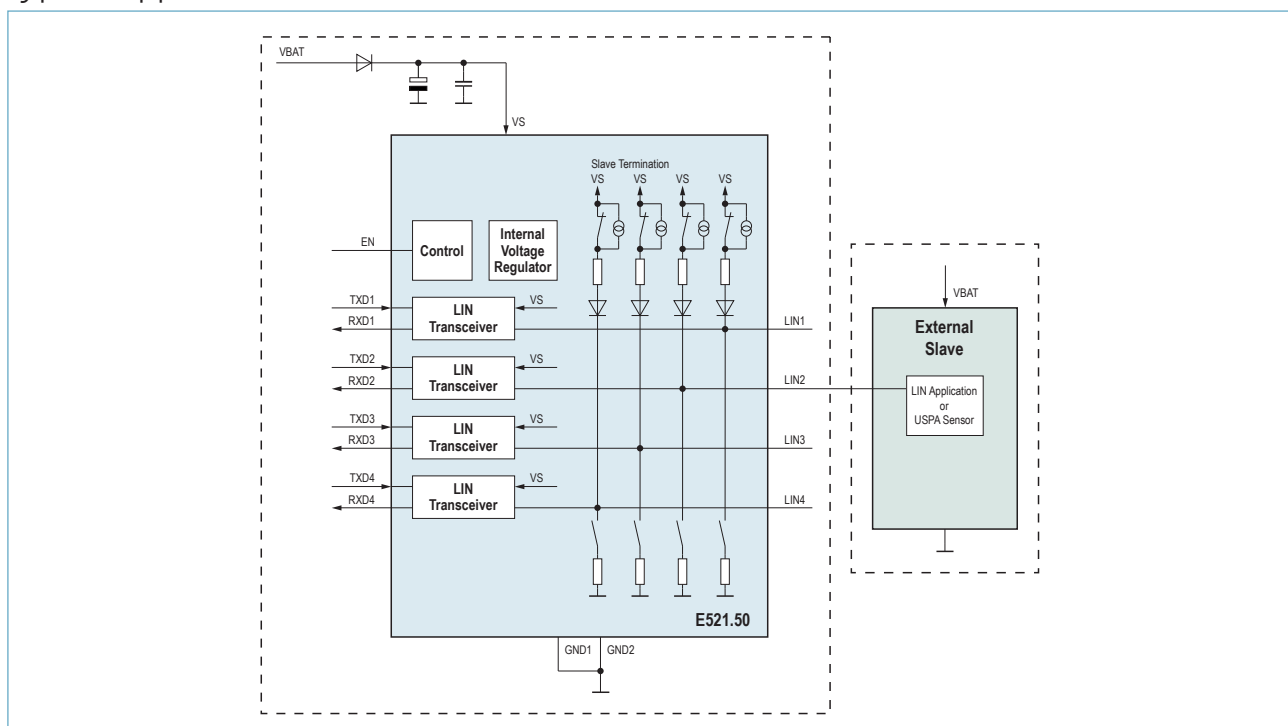 VBAT
VS
Slave Termination
VS VS VS VS
EN
Control
Internal
Voltage
Regulator
TXD1
RXD1
LIN
Transceiver
VS
LIN1
TXD2
RXD2
LIN
Transceiver
VS
LIN2
TXD3
RXD3
LIN
Transceiver
VS
LIN3
TXD4
RXD4
LIN
Transceiver
VS
LIN4
E521.50
GND1 GND2
VBAT
External
Slave
LIN Application
or
USPA Sensor